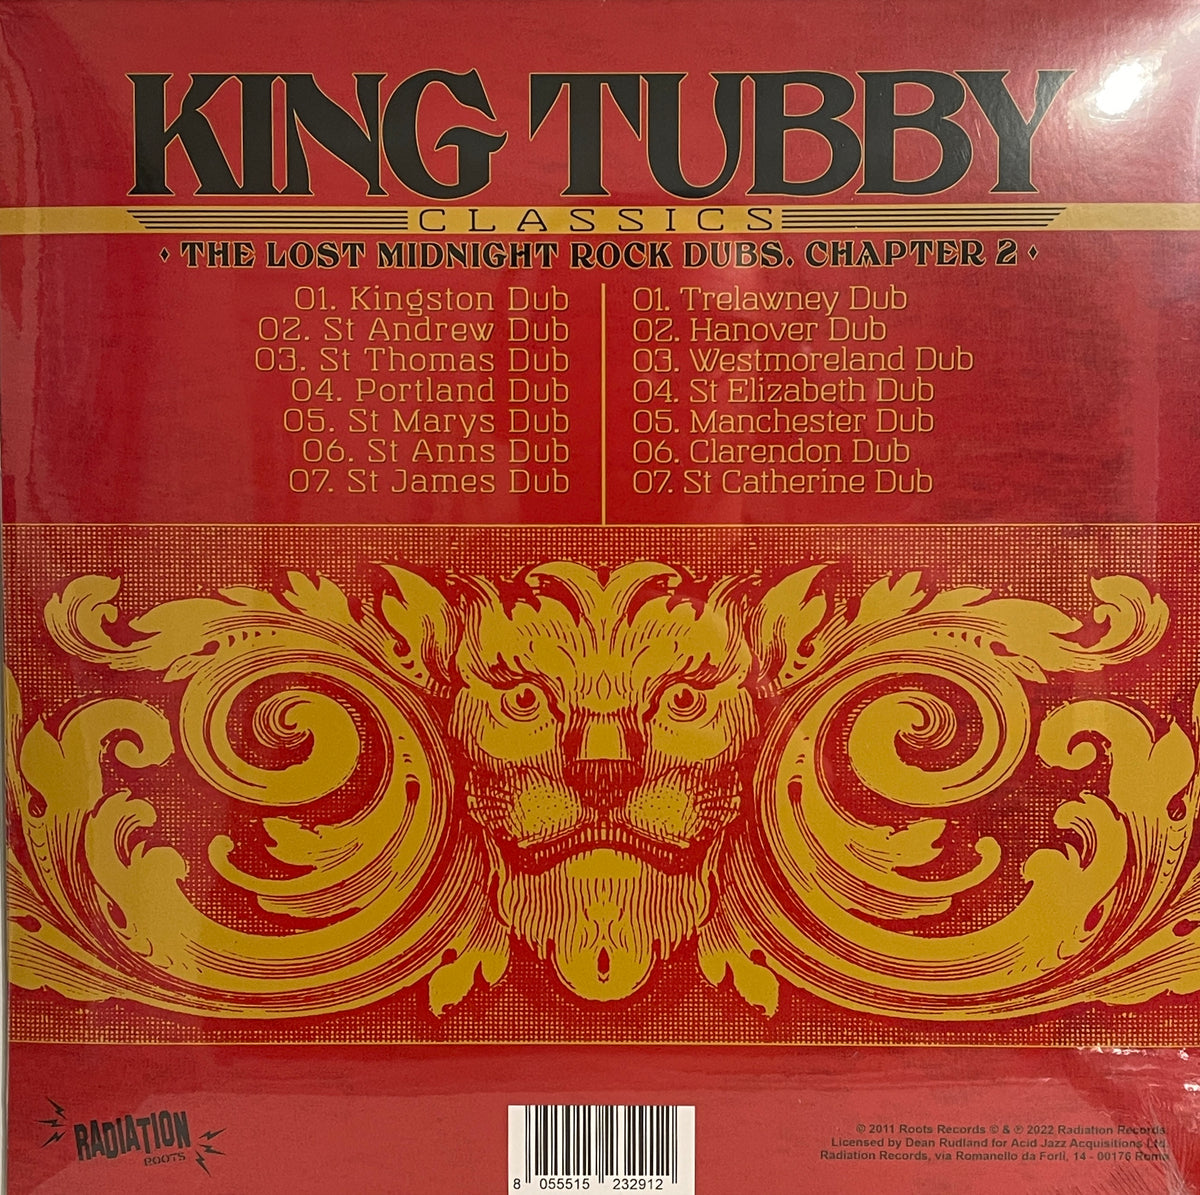 KING TUBBY
CLASSICS
THE LOST MIDNIGHT ROCK DUBS. CHAPTER 2
01. Kingston Dub
02. St Andrew Dub
03. St Thomas Dub
04. Portland Dub
05. St Marys Dub
06. St Anns Dub
07. St James Dub
01. Trelawney Dub
02. Hanover Dub
03. Westmoreland Dub
04. St Elizabeth Dub
05. Manchester Dub
06. Clarendon Dub
07. St Catherine Dub
RADIATION
ROOTS
8 055515 232912
© 2011 Roots Records © & ℗ 2022 Radiation Records.
Licensed by Dean Rudland for Acid Jazz Acquisitions Ltd.
Radiation Records, via Romanello da Forlì, 14 - 00176 Roma